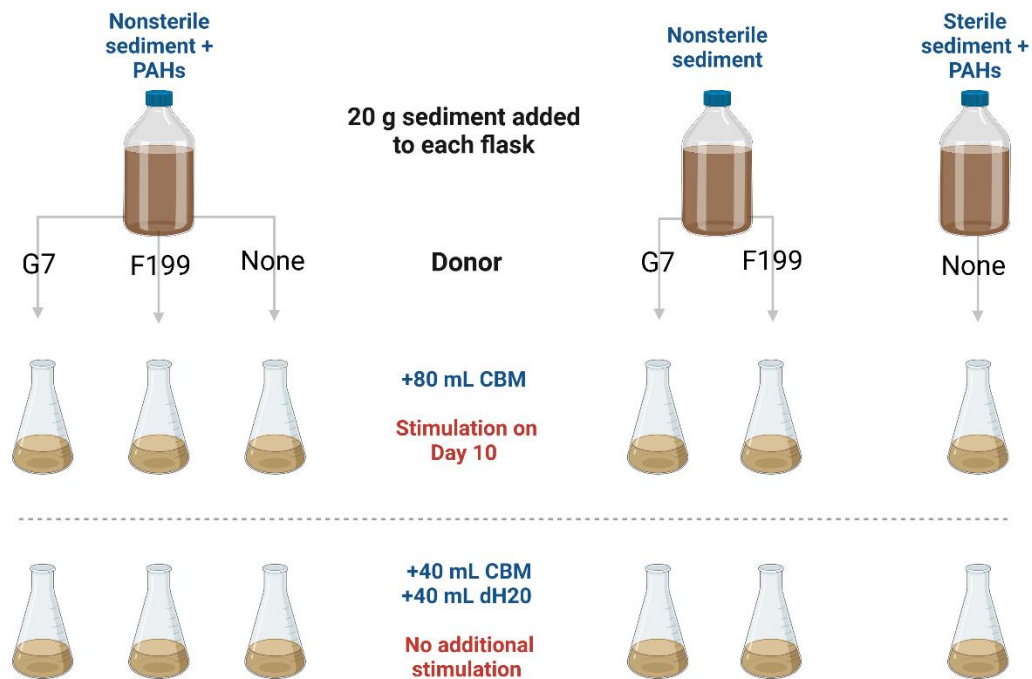 Nonsterile
sediment +
PAHs
Nonsterile
sediment
Sterile
sediment +
PAHs
20 g sediment added
to each flask
G7
F199
None
Donor
G7
F199
None
+80 mL CBM
Stimulation on
Day 10
+40 mL CBM
+40 mL dH20
No additional
stimulation